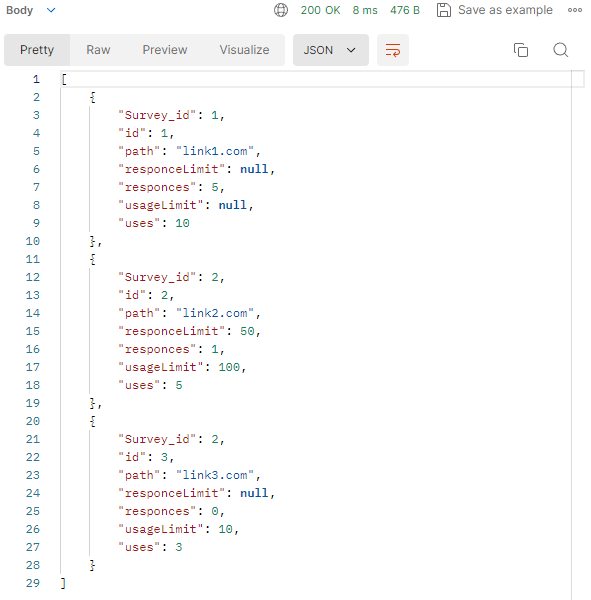 Body 200 OK 8 ms 476 B Save as example
Pretty Raw Preview Visualize JSON
1 [
2 {
3 "Survey_id": 1,
4 "id": 1,
5 "path": "link1.com",
6 "responceLimit": null,
7 "responces": 5,
8 "usageLimit": null,
9 "uses": 10
10 },
11 {
12 "Survey_id": 2,
13 "id": 2,
14 "path": "link2.com",
15 "responceLimit": 50,
16 "responces": 1,
17 "usageLimit": 100,
18 "uses": 5
19 },
20 {
21 "Survey_id": 2,
22 "id": 3,
23 "path": "link3.com",
24 "responceLimit": null,
25 "responces": 0,
26 "usageLimit": 10,
27 "uses": 3
28 }
29 ]